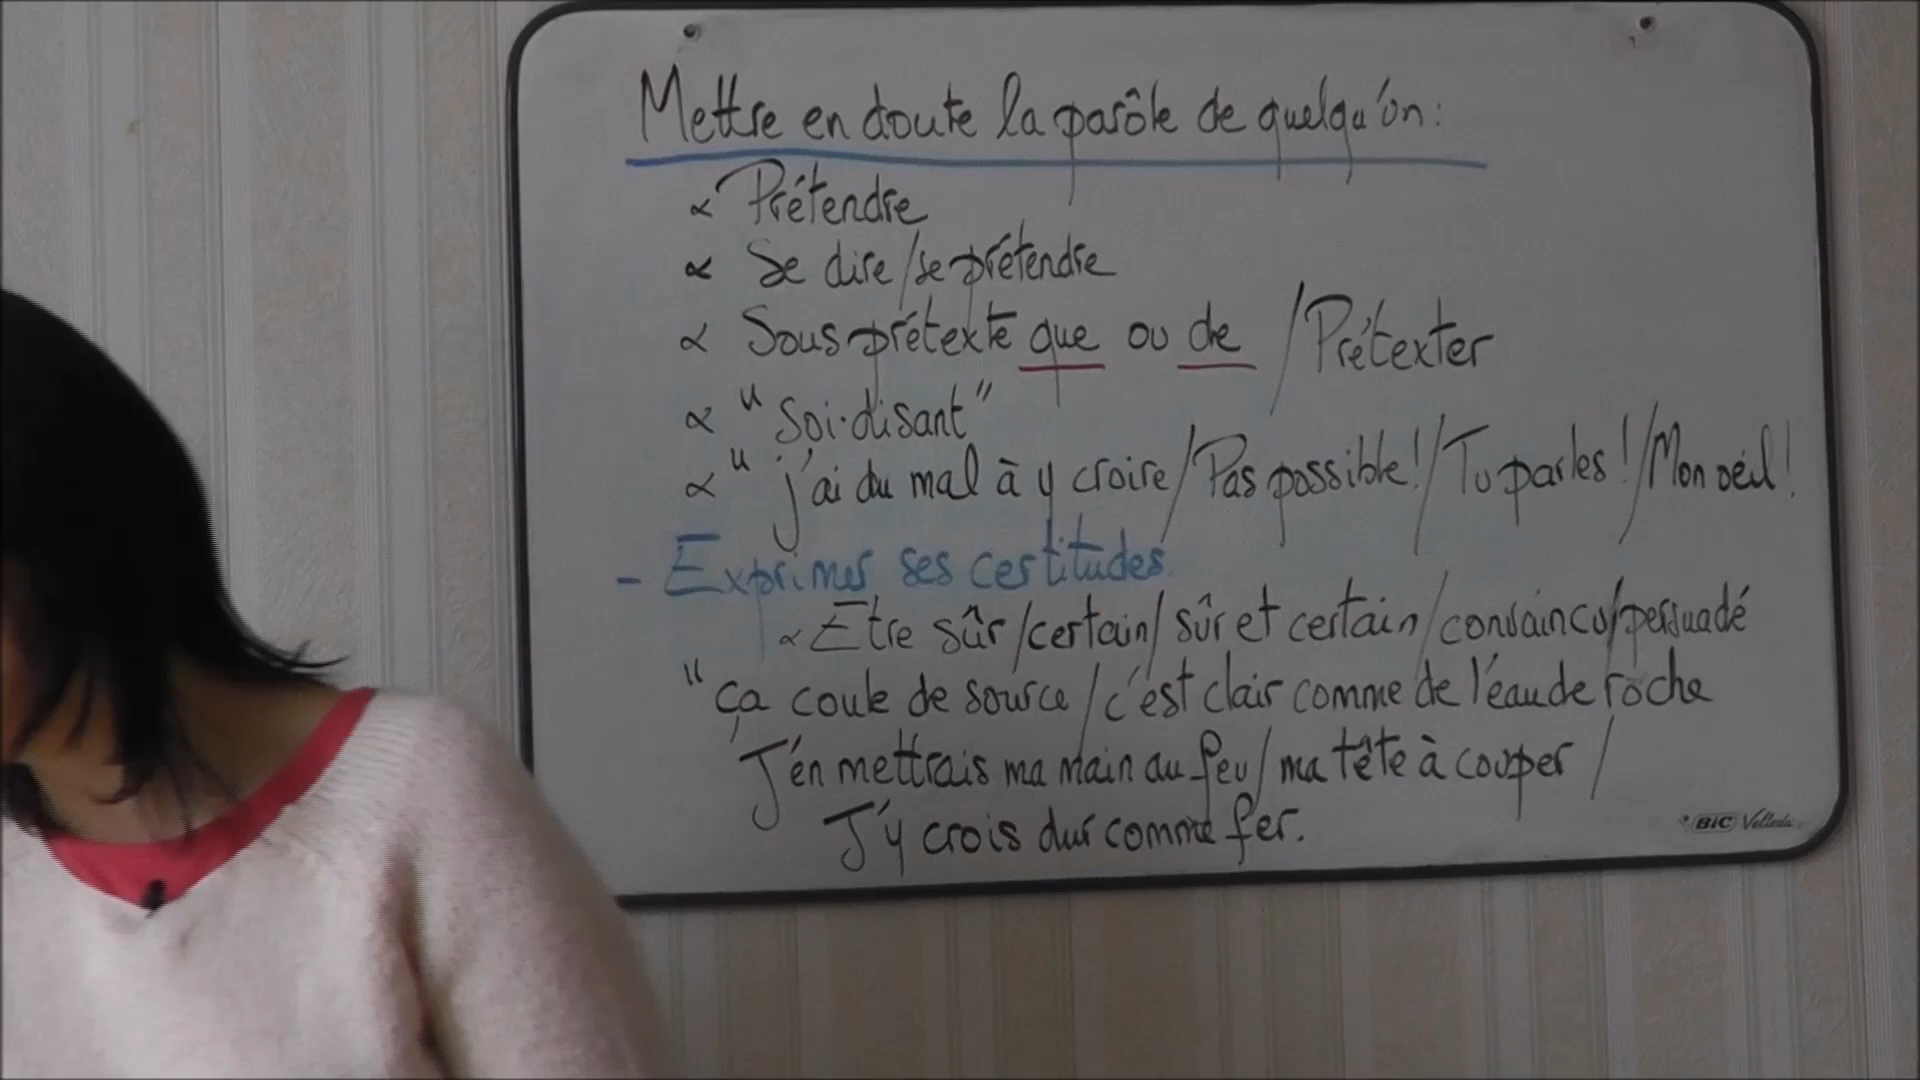 Mettre en doute la parôle de quelqu'on:
∝ Prétendre
∝ Se dire/se prétendre
∝ Sous prétexte que ou de / Prétexter
∝ "Soi-disant"
∝ "j'ai du mal à y croire/Pas possible!/Tu parles!/Mon oeil!
- Exprimer ses certitudes.
∝ Etre sûr/certain/ sûr et certain/convaincu/persuadé
"ça coule de source/c'est clair comme de l'eau de roche
J'en mettrais ma main au feu/ma tête à couper/
J'y crois dur comme fer.
BIC Velleda